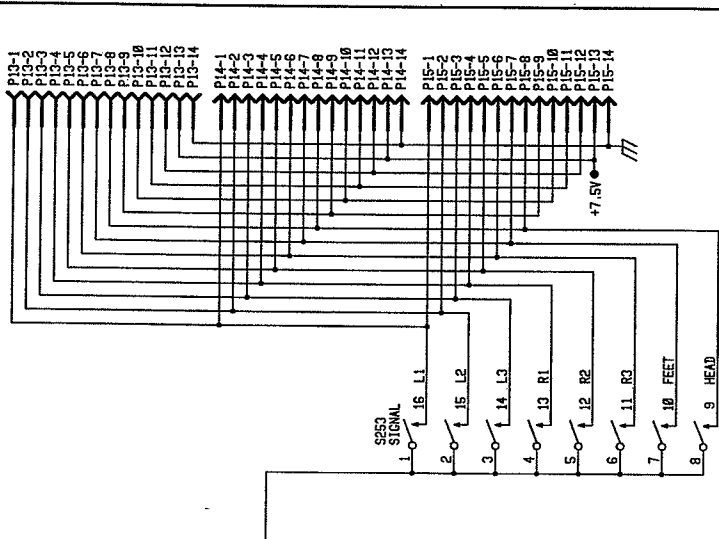 P13-1
P13-2
P13-3
P13-4
P13-5
P13-6
P13-7
P13-8
P13-9
P13-10
P13-11
P13-12
P13-13
P13-14
P14-1
P14-2
P14-3
P14-4
P14-5
P14-6
P14-7
P14-8
P14-9
P14-10
P14-11
P14-12
P14-13
P14-14
P15-1
P15-2
P15-3
P15-4
P15-5
P15-6
P15-7
P15-8
P15-9
P15-10
P15-11
P15-12
P15-13
P15-14
+7.5V
S253
SIGNAL
1 16 L1
2 15 L2
3 14 L3
4 13 R1
5 12 R2
6 11 R3
7 10 FEET
8 9 HEAD